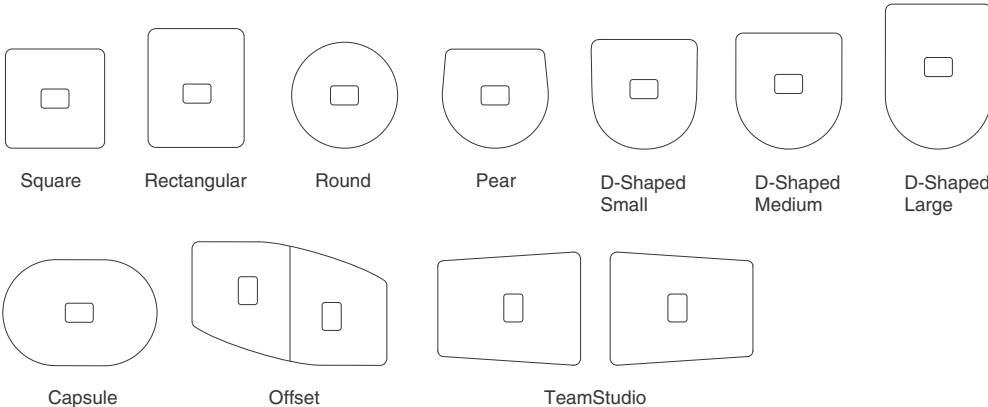 Square
Rectangular
Round
Pear
D-Shaped
Small
D-Shaped
Medium
D-Shaped
Large
Capsule
Offset
TeamStudio